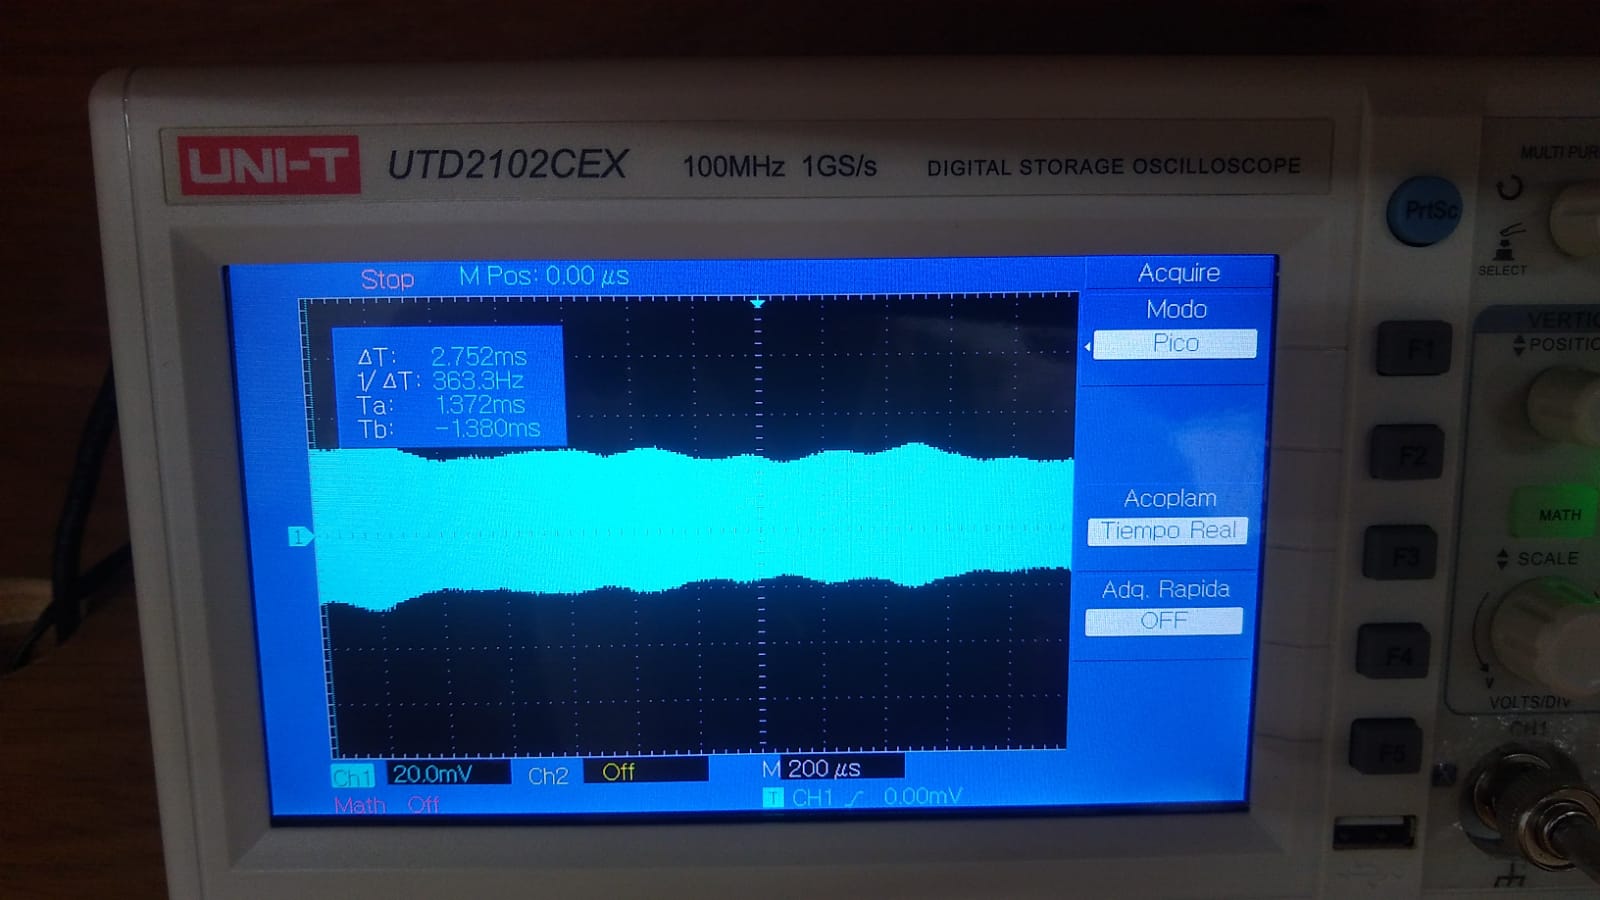 UNI-T UTD2102CEX 100MHz 1GS/s DIGITAL STORAGE OSCILLOSCOPE
Stop M Pos: 0.00 µs
ΔT: 2.752ms
1/ΔT: 363.3Hz
Ta: 1.372ms
Tb: -1.380ms
1
Ch1 20.0mV Ch2 Off M 200 µs
Math Off T CH1 0.00mV
Acquire
Modo
Pico
Acoplam
Tiempo Real
Adq. Rapida
OFF
PrtSc
SELECT
F1
F2
F3
F4
F5
MATH
SCALE
VOLTS/DIV
CH1